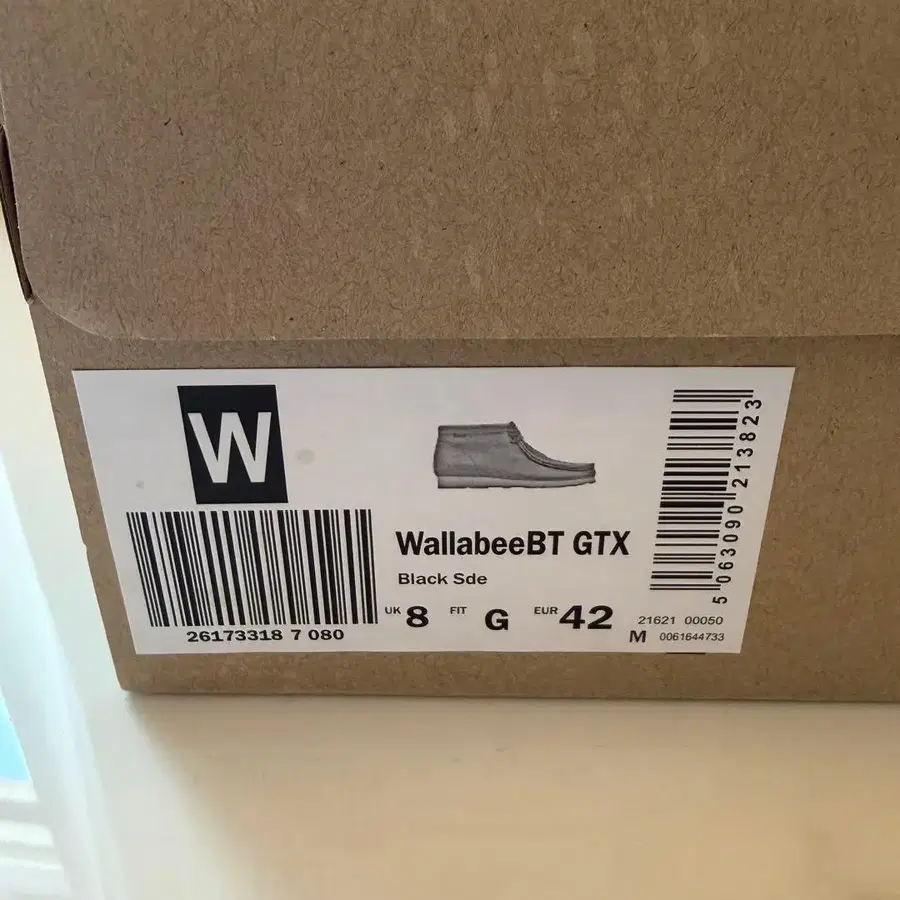 W
26173318 7 080
WallabeeBT GTX
Black Sde
UK 8 FIT G EUR 42
5 063090 213823
21621 00050
M 0061644733